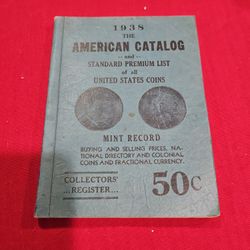 1938
THE
AMERICAN CATALOG
-- and --
STANDARD PREMIUM LIST
of all
UNITED STATES COINS
MINT RECORD
BUYING AND SELLING PRICES, NA-
TIONAL DIRECTORY AND COLONIAL
COINS AND FRACTIONAL CURRENCY.
COLLECTORS'
...REGISTER...
50c